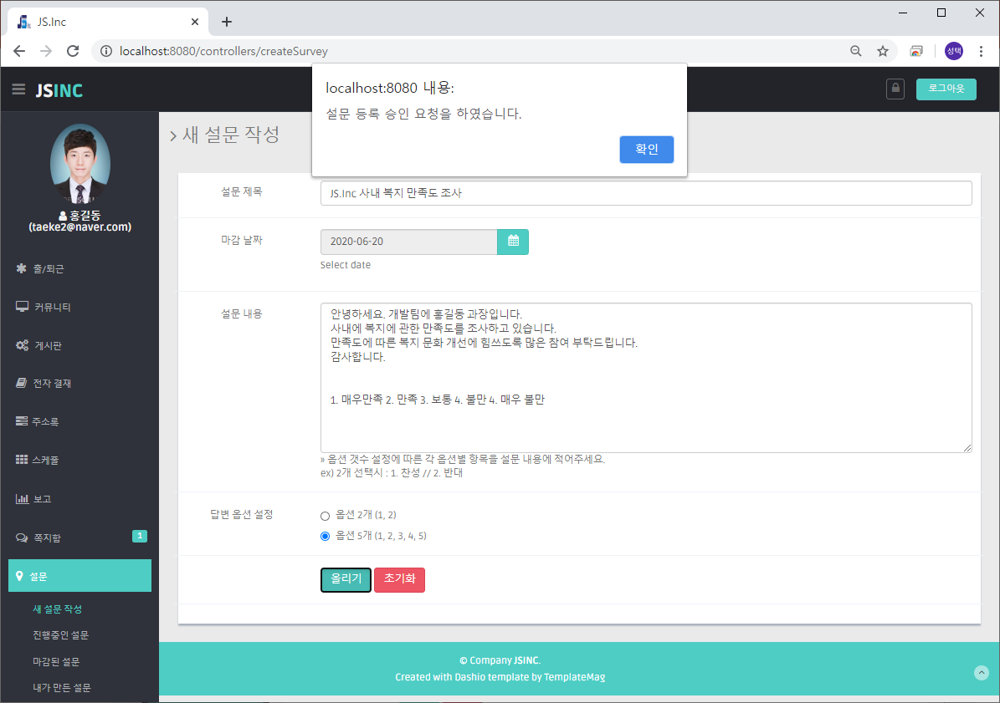 JS.Inc
localhost:8080/controllers/createSurvey
성택
JSINC
로그아웃
localhost:8080 내용:
설문 등록 승인 요청을 하였습니다.
확인
홍길동
(taeke2@naver.com)
출/퇴근
커뮤니티
게시판
전자 결재
주소록
스케쥴
보고
쪽지함
1
설문
새 설문 작성
진행중인 설문
마감된 설문
내가 만든 설문
새 설문 작성
설문 제목
JS.Inc 사내 복지 만족도 조사
마감 날짜
2020-06-20
Select date
설문 내용
안녕하세요. 개발팀에 홍길동 과장입니다.
사내에 복지에 관한 만족도를 조사하고 있습니다.
만족도에 따른 복지 문화 개선에 힘쓰도록 많은 참여 부탁드립니다.
감사합니다.
1. 매우만족 2. 만족 3. 보통 4. 불만 4. 매우 불만
» 옵션 갯수 설정에 따른 각 옵션별 항목을 설문 내용에 적어주세요.
ex) 2개 선택시 : 1. 찬성 // 2. 반대
답변 옵션 설정
옵션 2개 (1, 2)
옵션 5개 (1, 2, 3, 4, 5)
올리기
초기화
© Company JSINC.
Created with Dashio template by TemplateMag